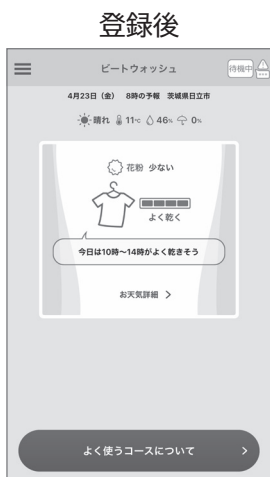 登録後
ビートウォッシュ
待機中
4月23日（金） 8時の予報 茨城県日立市
晴れ 11℃ 46% 0%
花粉 少ない
よく乾く
今日は10時～14時がよく乾きそう
お天気詳細 >
よく使うコースについて >